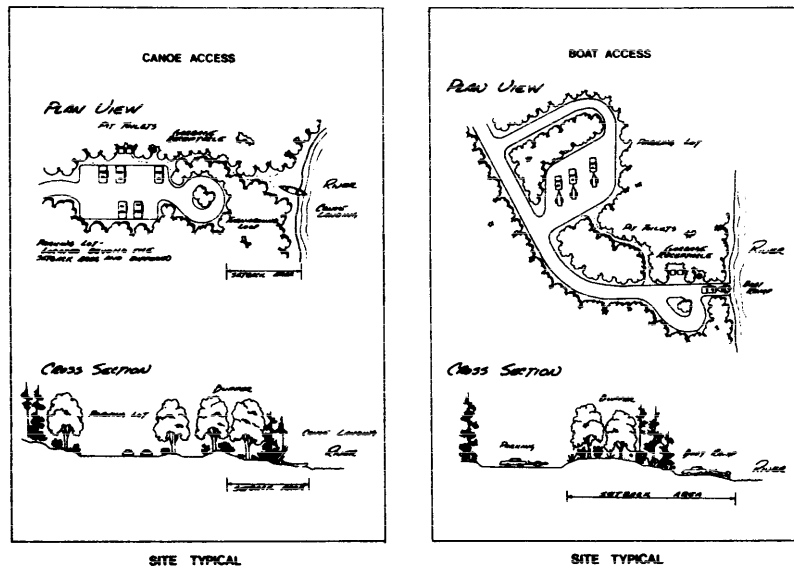 CANOE ACCESS
PLAN VIEW
PIT TOILETS
GARBAGE
RECEPTACLE
RIVER
CANOE
LANDING
TURNAROUND
LOOP
PARKING LOT-
LOCATED BEYOND THE
SETBACK AREA AND BUFFERED
SETBACK AREA
CROSS SECTION
BUFFER
PARKING LOT
CANOE LANDING
RIVER
SETBACK AREA
SITE TYPICAL
BOAT ACCESS
PLAN VIEW
PARKING LOT
PIT TOILETS
GARBAGE
RECEPTACLE
RIVER
BOAT
RAMP
CROSS SECTION
BUFFER
PARKING
BOAT RAMP
RIVER
SETBACK AREA
SITE TYPICAL